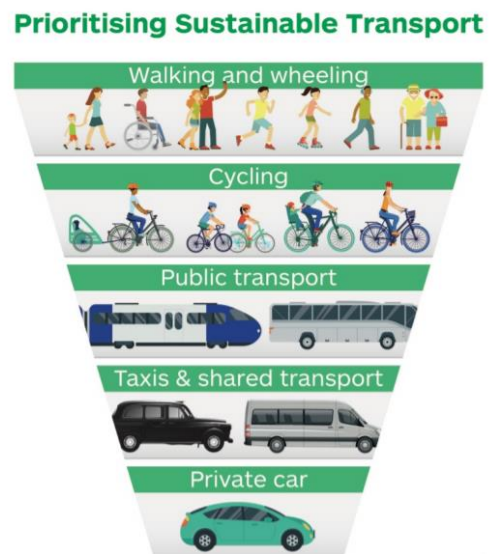 Prioritising Sustainable Transport
Walking and wheeling
Cycling
Public transport
Taxis & shared transport
Private car